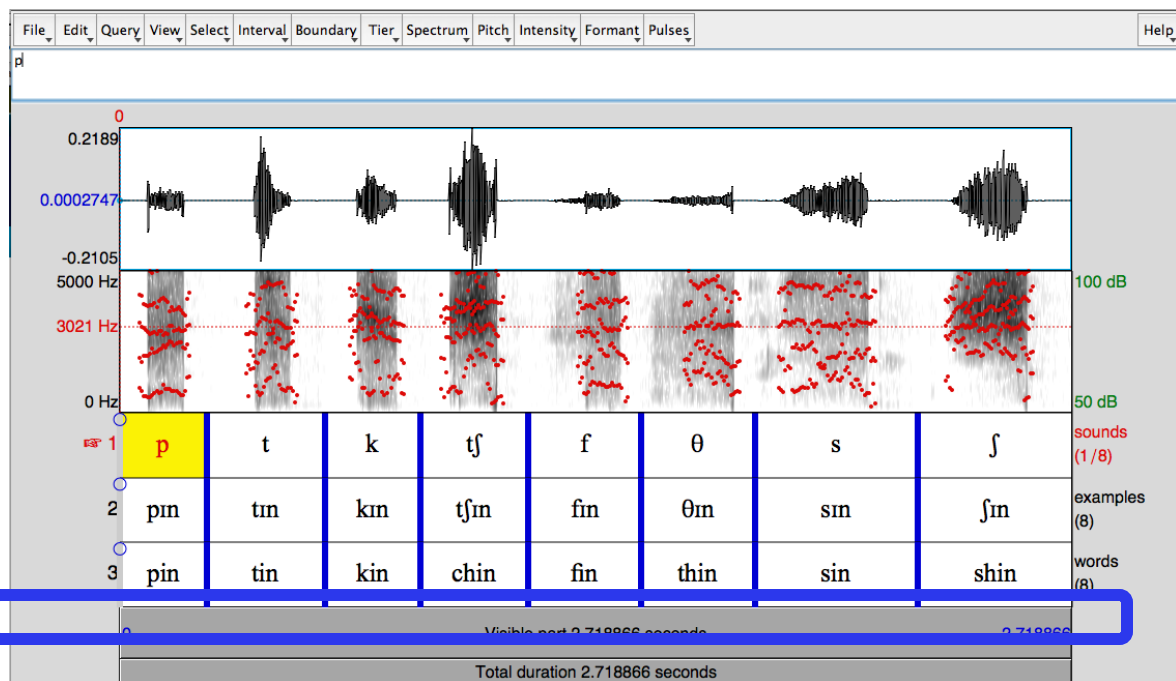 File Edit Query View Select Interval Boundary Tier Spectrum Pitch Intensity Formant Pulses Help
p
0
0.2189
0.0002747
-0.2105
5000 Hz 100 dB
3021 Hz
0 Hz 50 dB
☞ 1 p t k tʃ f θ s ʃ sounds
(1/8)
2 pɪn tɪn kɪn tʃɪn fɪn θɪn sɪn ʃɪn examples
(8)
3 pin tin kin chin fin thin sin shin words
(8)
0 Visible part 2.718866 seconds 2.718866
Total duration 2.718866 seconds